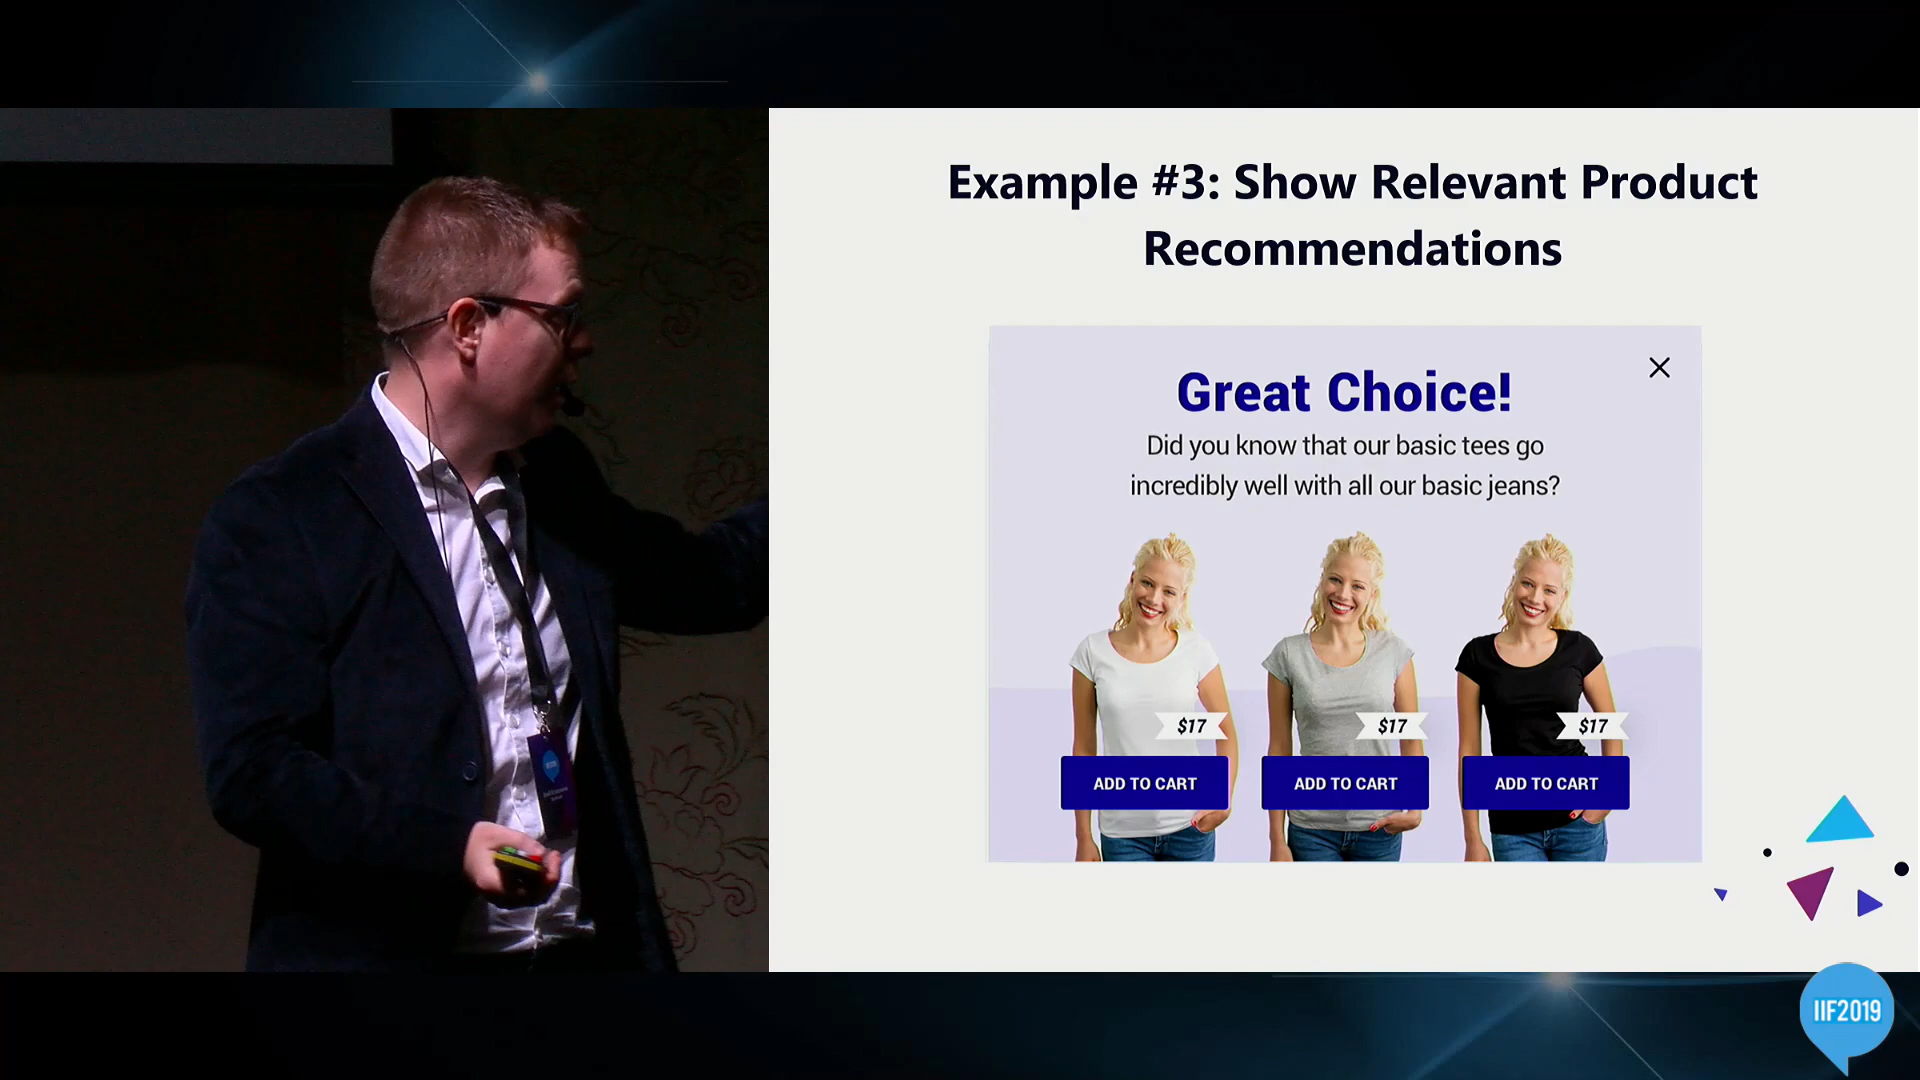 Example #3: Show Relevant Product
Recommendations
Great Choice!
Did you know that our basic tees go
incredibly well with all our basic jeans?
$17
$17
$17
ADD TO CART
ADD TO CART
ADD TO CART
IIF2019